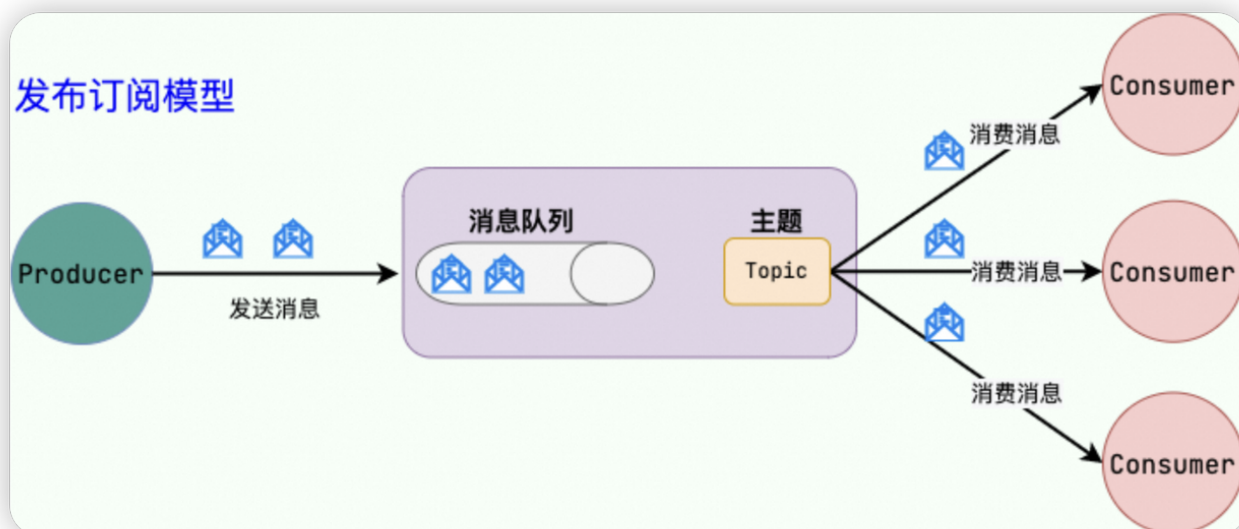 发布订阅模型
Producer
发送消息
消息队列
主题
Topic
消费消息
消费消息
消费消息
Consumer
Consumer
Consumer